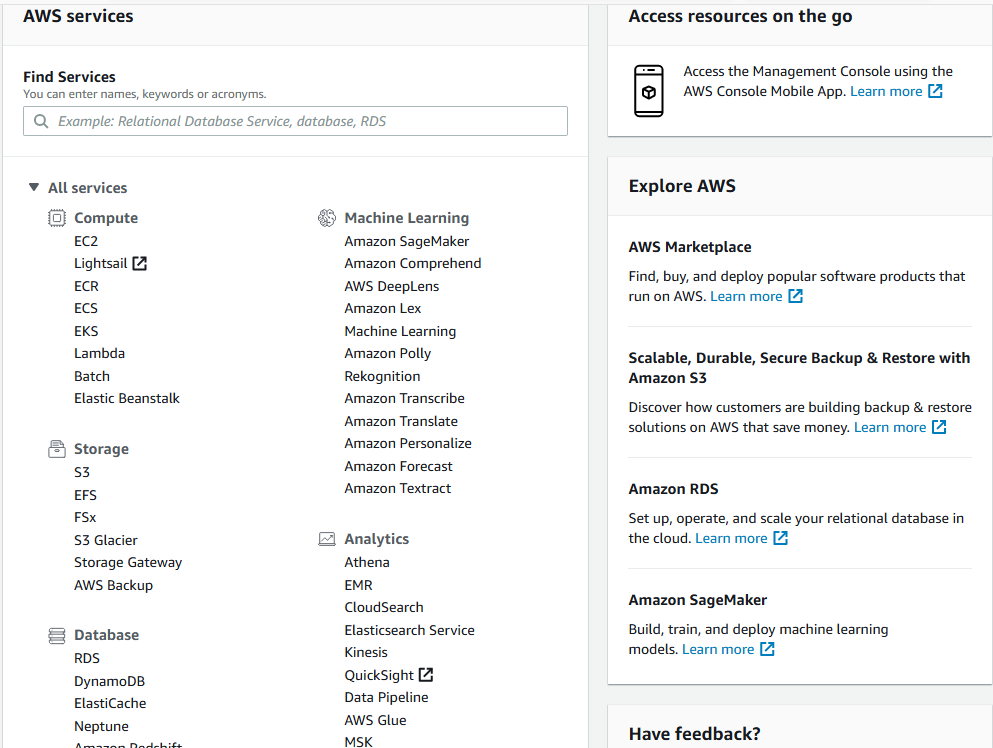 AWS services
Find Services
You can enter names, keywords or acronyms.
Example: Relational Database Service, database, RDS
All services
Compute
EC2
Lightsail
ECR
ECS
EKS
Lambda
Batch
Elastic Beanstalk
Storage
S3
EFS
FSx
S3 Glacier
Storage Gateway
AWS Backup
Database
RDS
DynamoDB
ElastiCache
Neptune
Amazon Redshift
Machine Learning
Amazon SageMaker
Amazon Comprehend
AWS DeepLens
Amazon Lex
Machine Learning
Amazon Polly
Rekognition
Amazon Transcribe
Amazon Translate
Amazon Personalize
Amazon Forecast
Amazon Textract
Analytics
Athena
EMR
CloudSearch
Elasticsearch Service
Kinesis
QuickSight
Data Pipeline
AWS Glue
MSK
Access resources on the go
Access the Management Console using the
AWS Console Mobile App. Learn more
Explore AWS
AWS Marketplace
Find, buy, and deploy popular software products that
run on AWS. Learn more
Scalable, Durable, Secure Backup & Restore with
Amazon S3
Discover how customers are building backup & restore
solutions on AWS that save money. Learn more
Amazon RDS
Set up, operate, and scale your relational database in
the cloud. Learn more
Amazon SageMaker
Build, train, and deploy machine learning
models. Learn more
Have feedback?